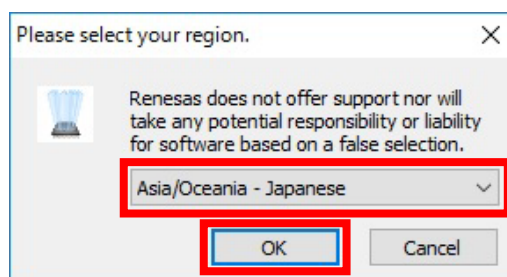 Please select your region.
Renesas does not offer support nor will
take any potential responsibility or liability
for software based on a false selection.
Asia/Oceania - Japanese
OK
Cancel